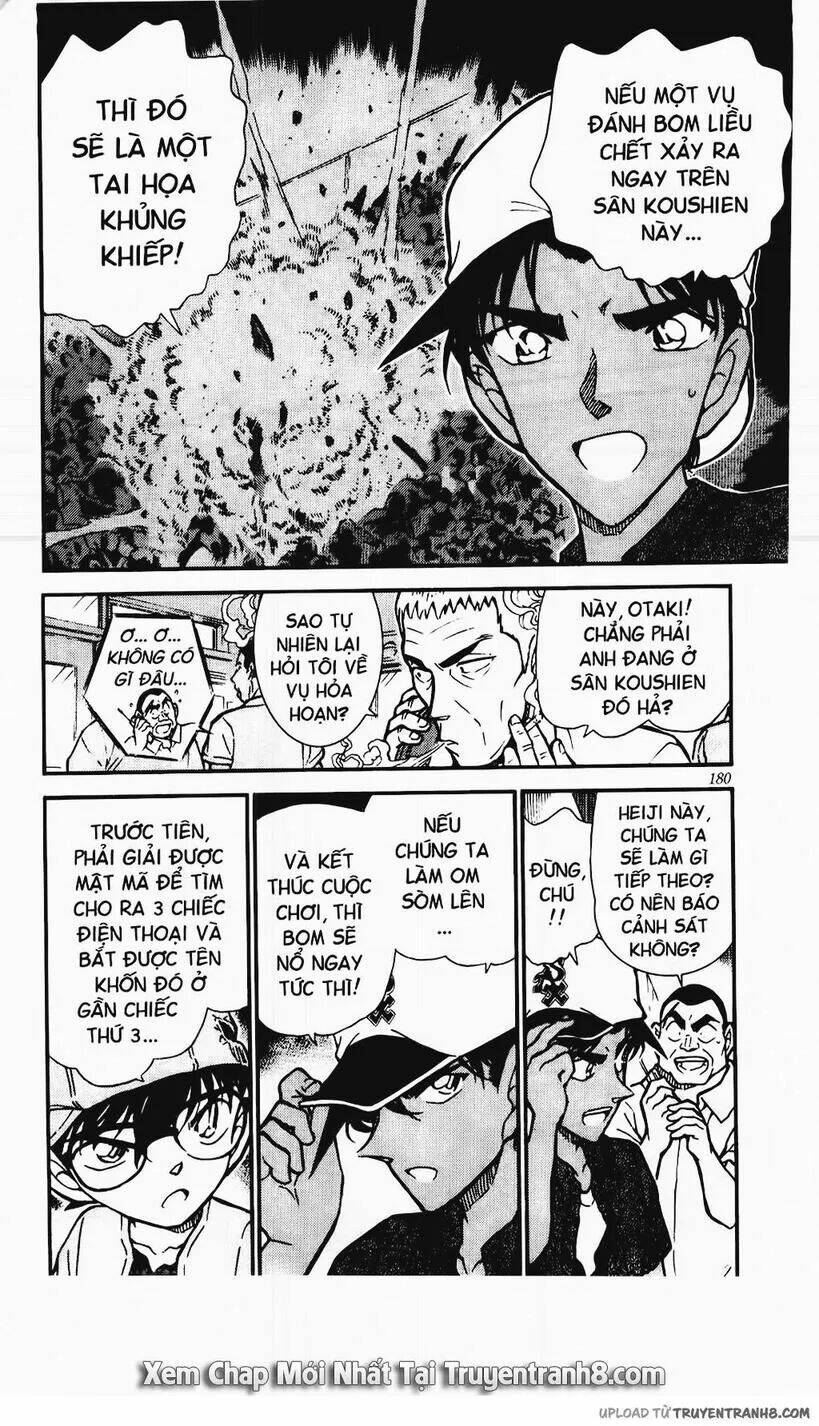 NẾU MỘT VỤ
ĐÁNH BOM LIỀU
CHẾT XẢY RA
NGAY TRÊN
SÂN KOUSHIEN
NÀY...
THÌ ĐÓ
SẼ LÀ MỘT
TAI HỌA
KHỦNG
KHIẾP!
NÀY, OTAKI!
CHẲNG PHẢI
ANH ĐANG Ở
SÂN KOUSHIEN
ĐÓ HẢ?
SAO TỰ
NHIÊN LẠI
HỎI TÔI VỀ
VỤ HỎA
HOẠN?
Ơ... Ơ...
KHÔNG CÓ
GÌ ĐÂU...
180
HEIJI NÀY,
CHÚNG TA
SẼ LÀM GÌ
TIẾP THEO?
CÓ NÊN BÁO
CẢNH SÁT
KHÔNG?
ĐỪNG,
CHÚ
!!
NẾU
CHÚNG TA
LÀM OM
SÒM LÊN
...
VÀ KẾT
THÚC CUỘC
CHƠI, THÌ
BOM SẼ
NỔ NGAY
TỨC THÌ!
TRƯỚC TIÊN,
PHẢI GIẢI ĐƯỢC
MẬT MÃ ĐỂ TÌM
CHO RA 3 CHIẾC
ĐIỆN THOẠI VÀ
BẮT ĐƯỢC TÊN
KHỐN ĐÓ Ở
GẦN CHIẾC
THỨ 3...
Xem Chap Mới Nhất Tại Truyentranh8.com
UPLOAD TỪ TRUYENTRANH8.COM